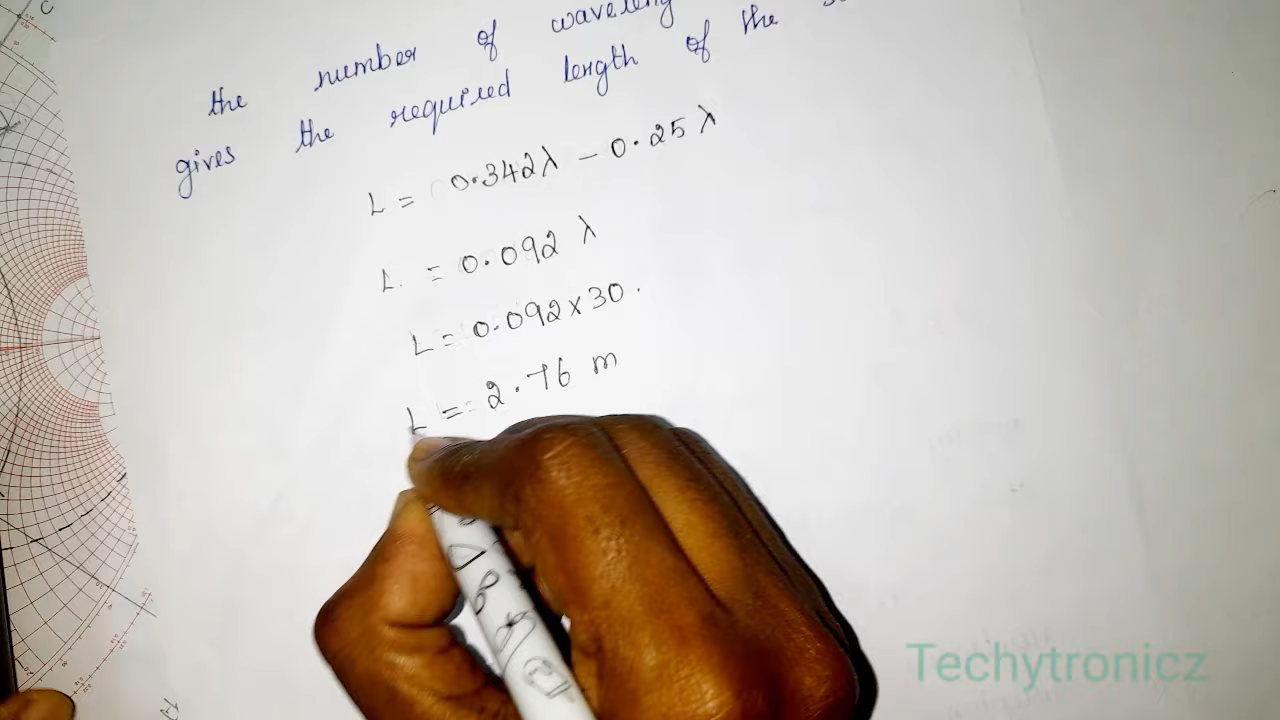 the number of
gives the required length of the
L = 0.342λ - 0.25 λ
L. = 0.092 λ
L = 0.092 x 30.
L = 2.76 m
Techytronicz